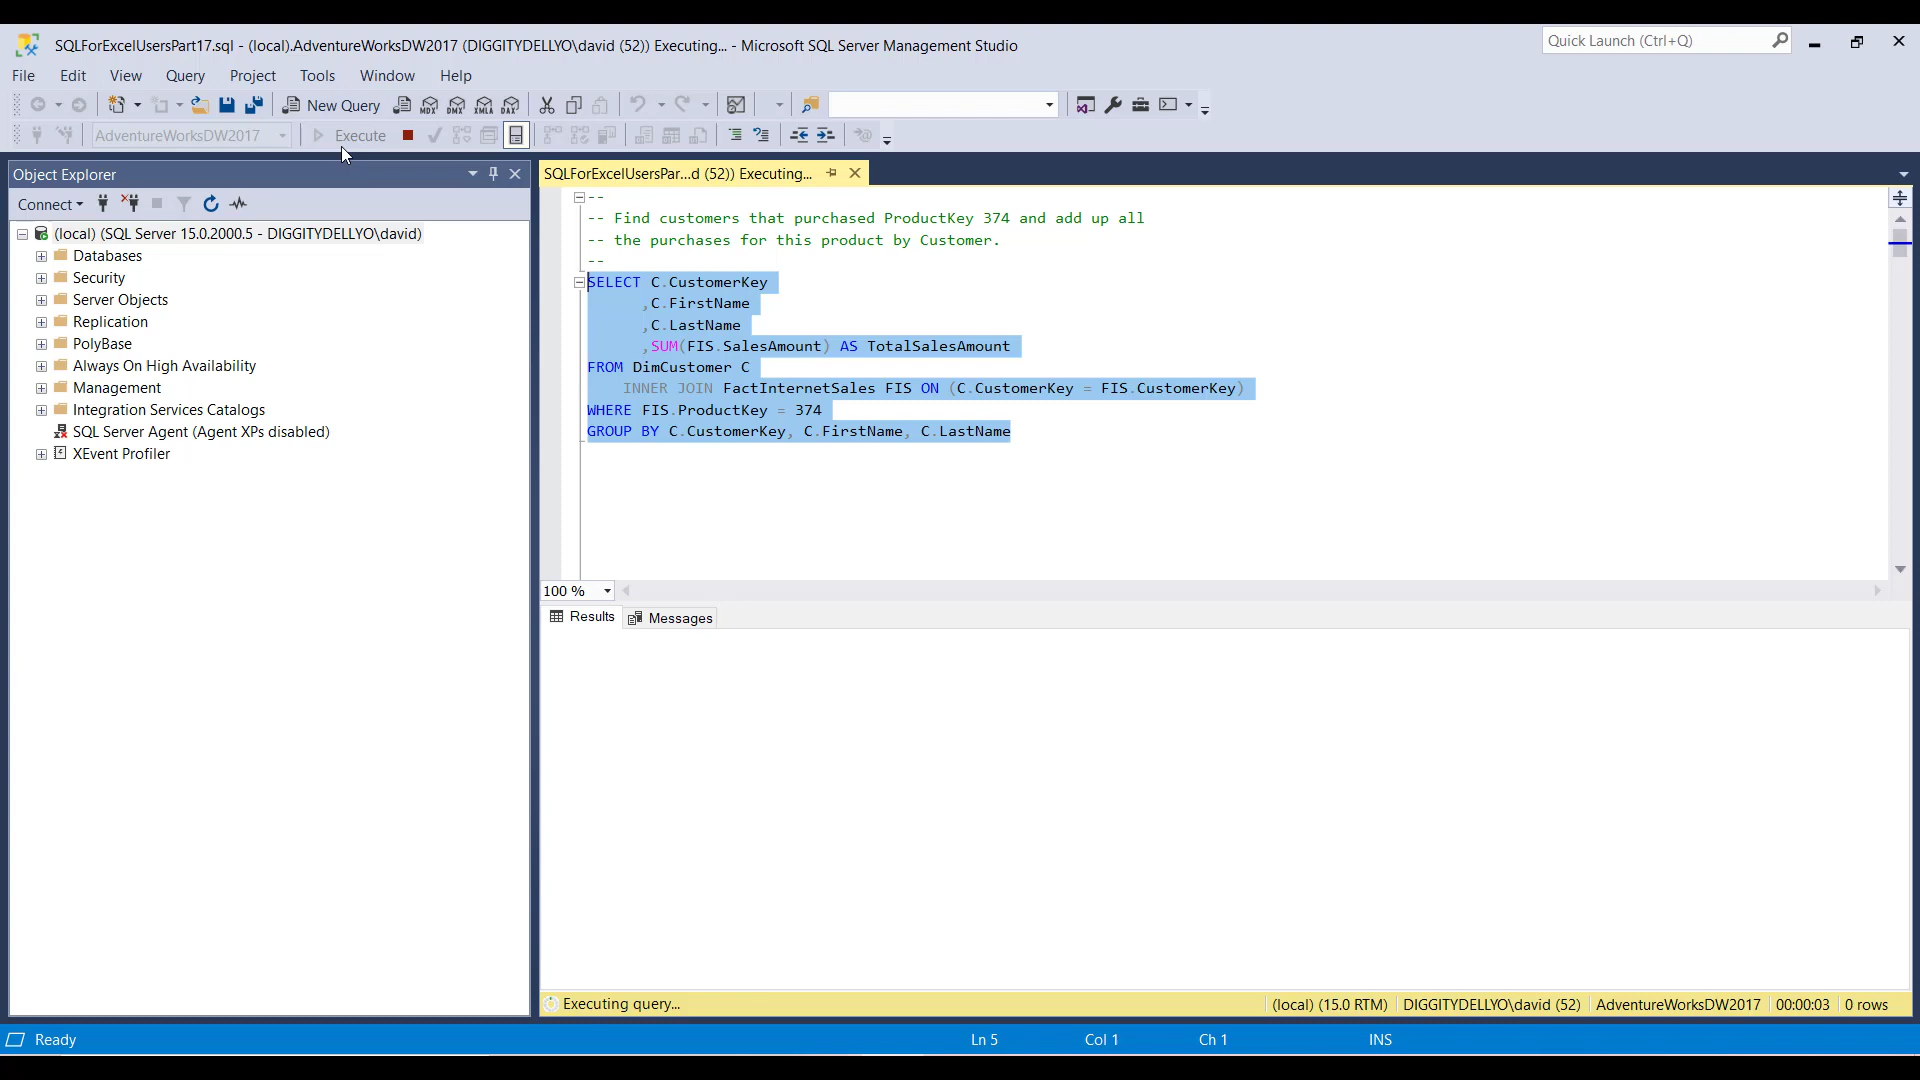 SQLForExcelUsersPart17.sql - (local).AdventureWorksDW2017 (DIGGITYDELLYO\david (52)) Executing... - Microsoft SQL Server Management Studio
Quick Launch (Ctrl+Q)
File Edit View Query Project Tools Window Help
New Query MDX DMX XMLA DAX
AdventureWorksDW2017 Execute
Object Explorer
Connect
(local) (SQL Server 15.0.2000.5 - DIGGITYDELLYO\david)
Databases
Security
Server Objects
Replication
PolyBase
Always On High Availability
Management
Integration Services Catalogs
SQL Server Agent (Agent XPs disabled)
XEvent Profiler
SQLForExcelUsersPar...d (52)) Executing...
--
-- Find customers that purchased ProductKey 374 and add up all
-- the purchases for this product by Customer.
--
SELECT C.CustomerKey
,C.FirstName
,C.LastName
,SUM(FIS.SalesAmount) AS TotalSalesAmount
FROM DimCustomer C
INNER JOIN FactInternetSales FIS ON (C.CustomerKey = FIS.CustomerKey)
WHERE FIS.ProductKey = 374
GROUP BY C.CustomerKey, C.FirstName, C.LastName
100 %
Results Messages
Executing query... (local) (15.0 RTM) DIGGITYDELLYO\david (52) AdventureWorksDW2017 00:00:03 0 rows
Ready Ln 5 Col 1 Ch 1 INS